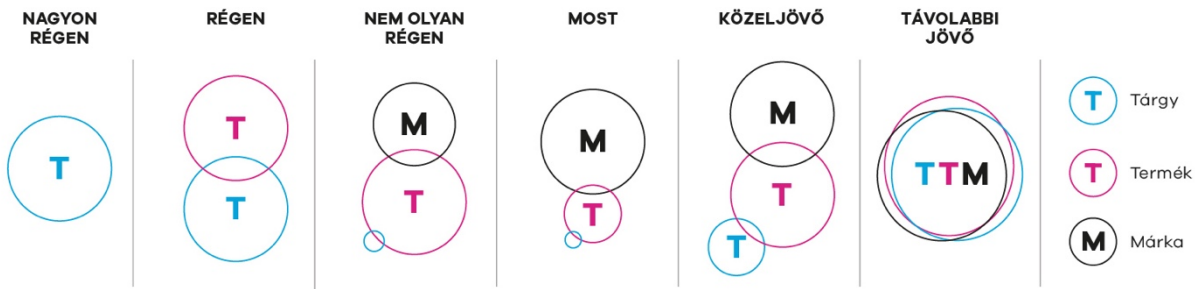 NAGYON
RÉGEN
RÉGEN
NEM OLYAN
RÉGEN
MOST
KÖZELJÖVŐ
TÁVOLABBI
JÖVŐ
T
T
T
M
T
M
T
M
T
T
TTM
T Tárgy
T Termék
M Márka